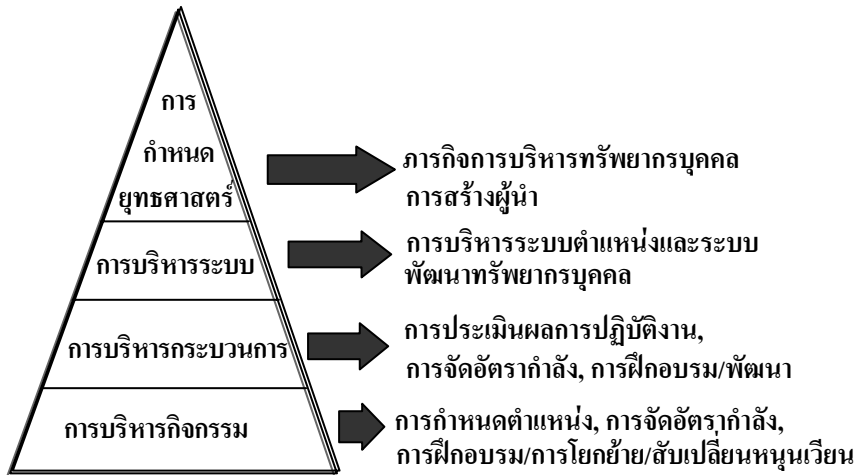 การ
กำหนด
ยุทธศาสตร์
ภารกิจการบริหารทรัพยากรบุคคล
การสร้างผู้นำ
การบริหารระบบ
การบริหารระบบตำแหน่งและระบบ
พัฒนาทรัพยากรบุคคล
การบริหารกระบวนการ
การประเมินผลการปฏิบัติงาน,
การจัดอัตรากำลัง, การฝึกอบรม/พัฒนา
การบริหารกิจกรรม
การกำหนดตำแหน่ง, การจัดอัตรากำลัง,
การฝึกอบรม/การโยกย้าย/สับเปลี่ยนหนุนเวียน